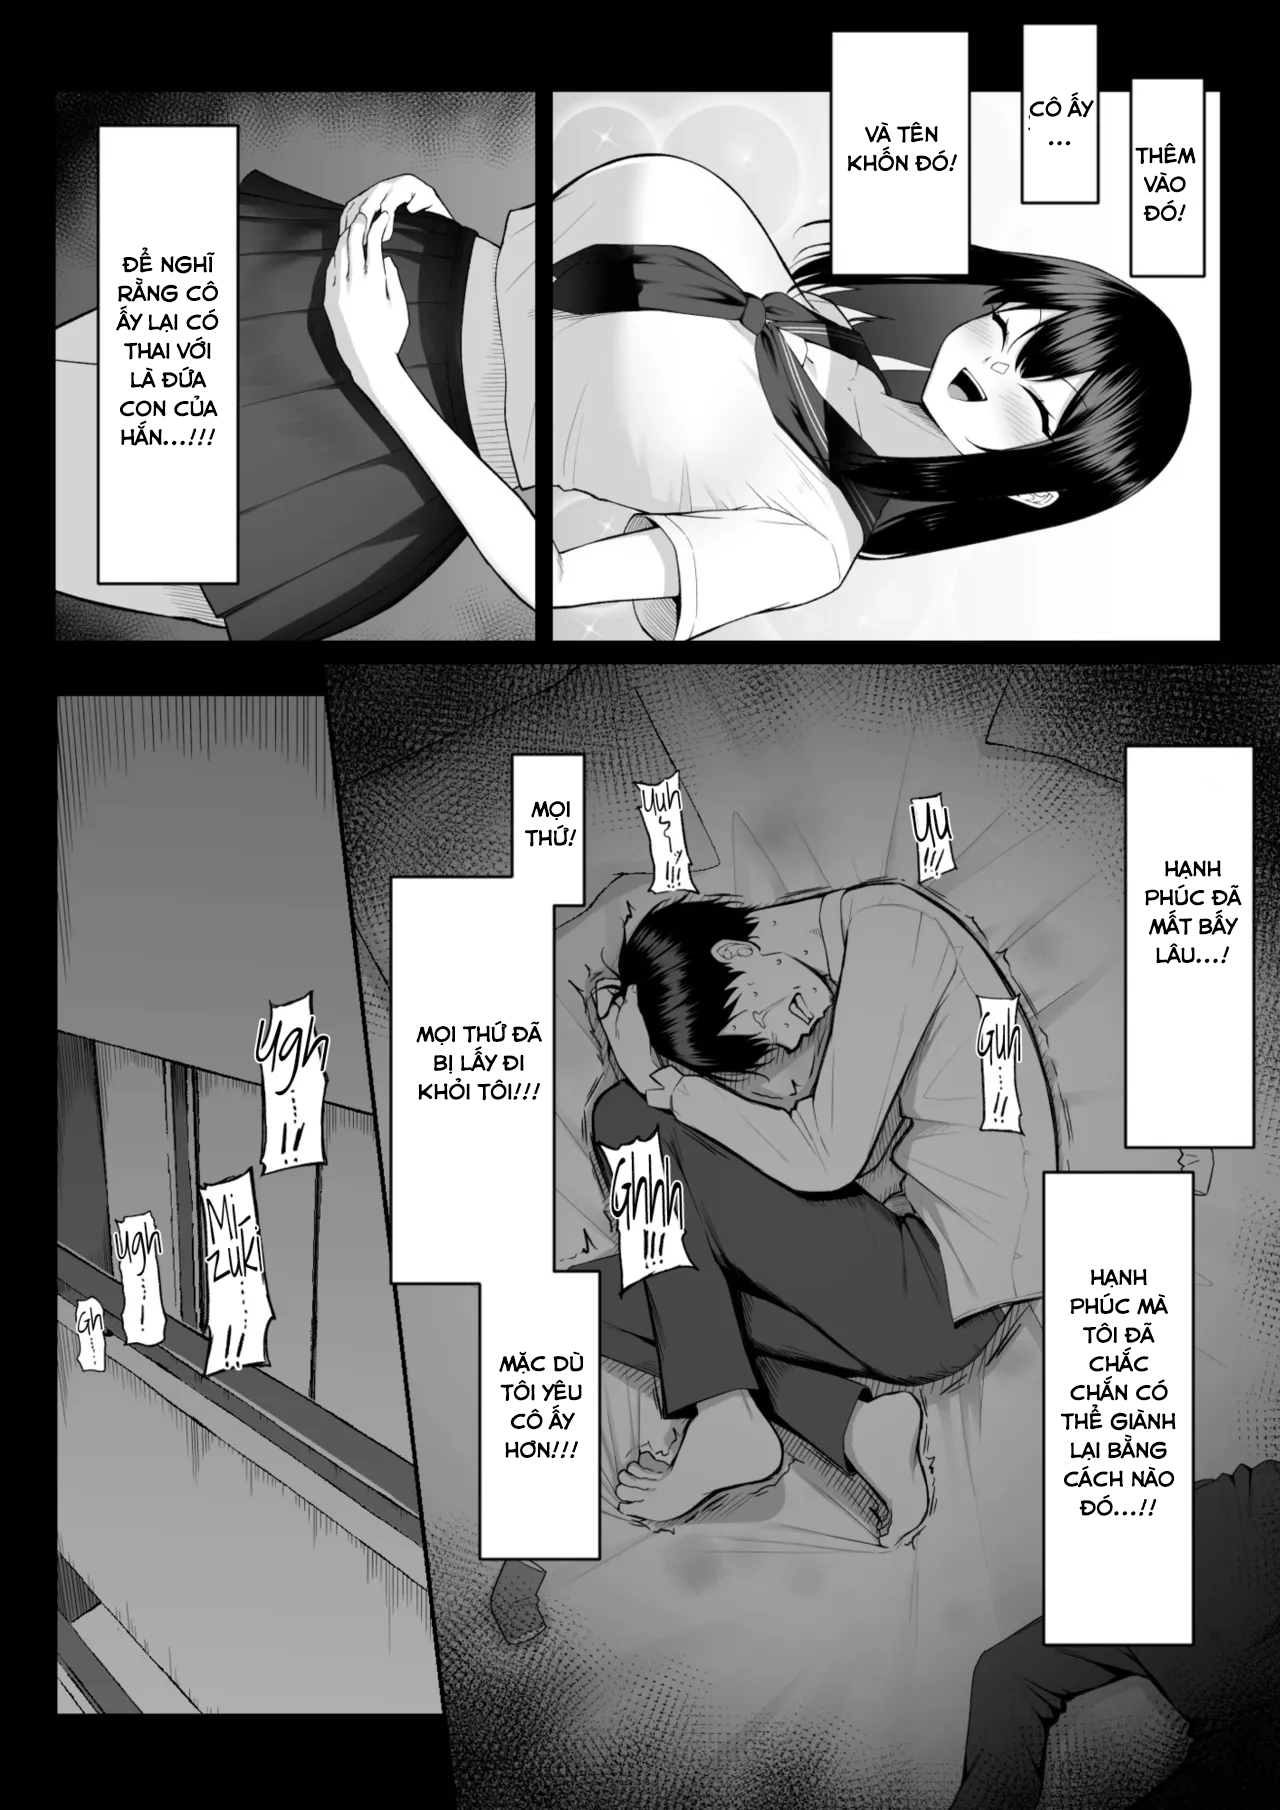 THÊM
VÀO
ĐÓ!
CÔ ẤY
...
VÀ TÊN
KHỐN ĐÓ!
ĐỂ NGHĨ
RẰNG CÔ
ẤY LẠI CÓ
THAI VỚI
LÀ ĐỨA
CON CỦA
HẮN...!!!
HẠNH
PHÚC ĐÃ
MẤT BẤY
LÂU...!
HẠNH
PHÚC MÀ
TÔI ĐÃ
CHẮC
CHẮN CÓ
THỂ GIÀNH
LẠI BẰNG
CÁCH NÀO
ĐÓ...!!
Uu
!!!
Guh
......!!
Yuh
~ッ
!!!
Ghhh
!!!
MỌI
THỨ!
MỌI THỨ ĐÃ
BỊ LẤY ĐI
KHỎI TÔI!!!
MẶC DÙ
TÔI YÊU
CÔ ẤY
HƠN!!!
Ugh
......!!
Mi-
zuki
......!!
Ugh
......!
Gh
......